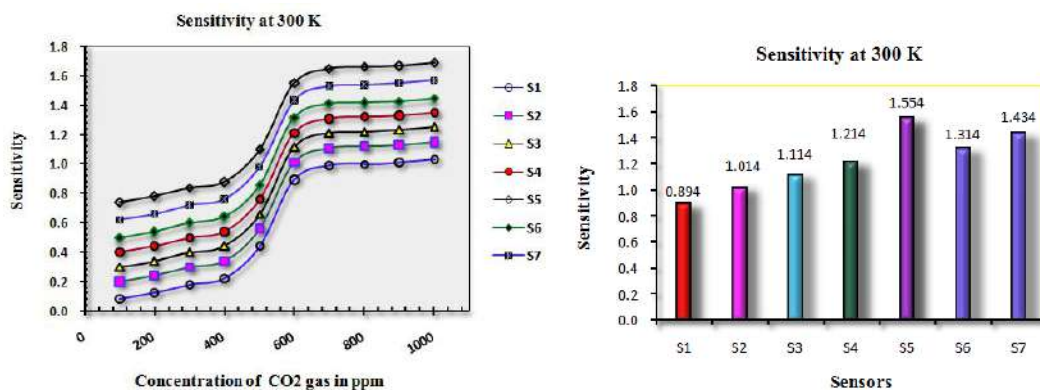 Sensitivity at 300 K
Sensitivity
1.8
1.6
1.4
1.2
1.0
0.8
0.6
0.4
0.2
0.0
0
200
400
600
800
1000
Concentration of CO2 gas in ppm
S1
S2
S3
S4
S5
S6
S7
Sensitivity at 300 K
Sensitivity
1.8
1.6
1.4
1.2
1.0
0.8
0.6
0.4
0.2
0.0
0.894
1.014
1.114
1.214
1.554
1.314
1.434
S1 S2 S3 S4 S5 S6 S7
Sensors